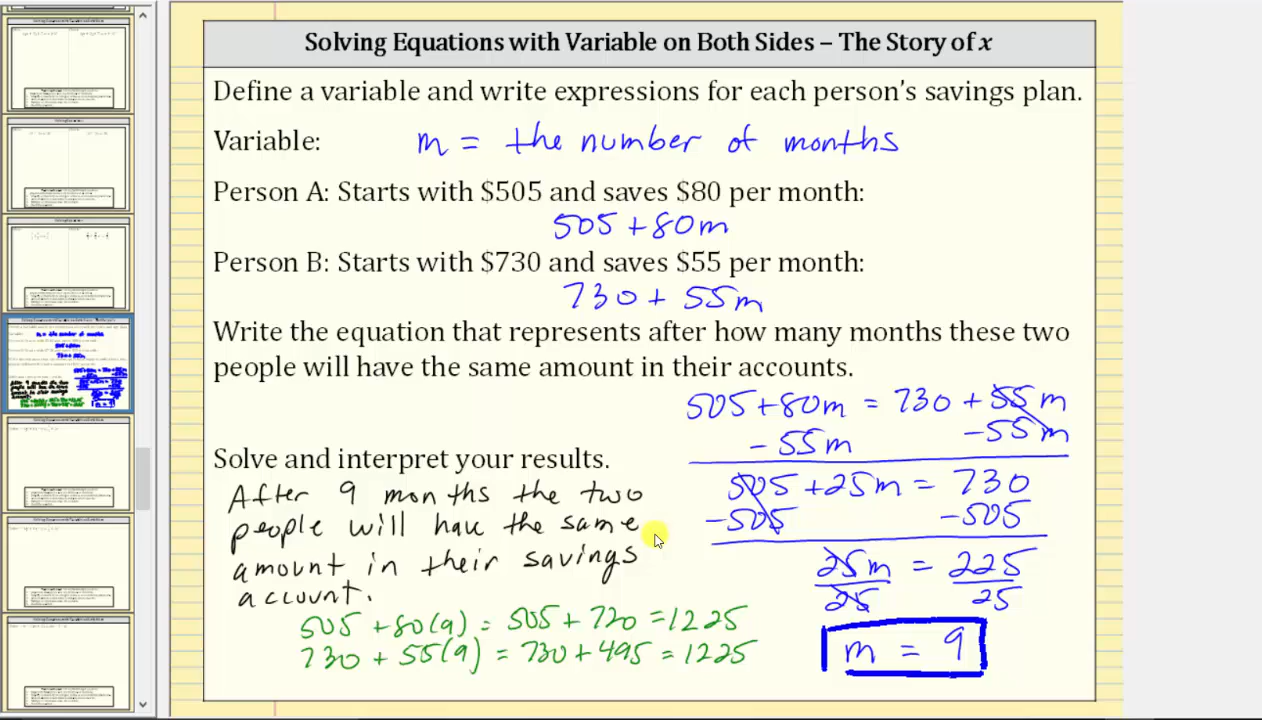 Solving Equations with Variable on Both Sides – The Story of x
Define a variable and write expressions for each person's savings plan.
Variable: m = the number of months
Person A: Starts with $505 and saves $80 per month:
505 + 80m
Person B: Starts with $730 and saves $55 per month:
730 + 55m
Write the equation that represents after how many months these two
people will have the same amount in their accounts.
505 + 80m = 730 + 55m
- 55m - 55m
505 + 25m = 730
- 505 - 505
25m = 225
25 25
m = 9
Solve and interpret your results.
After 9 months the two
people will have the same
amount in their savings
account.
505 + 80(9) = 505 + 720 = 1225
730 + 55(9) = 730 + 495 = 1225